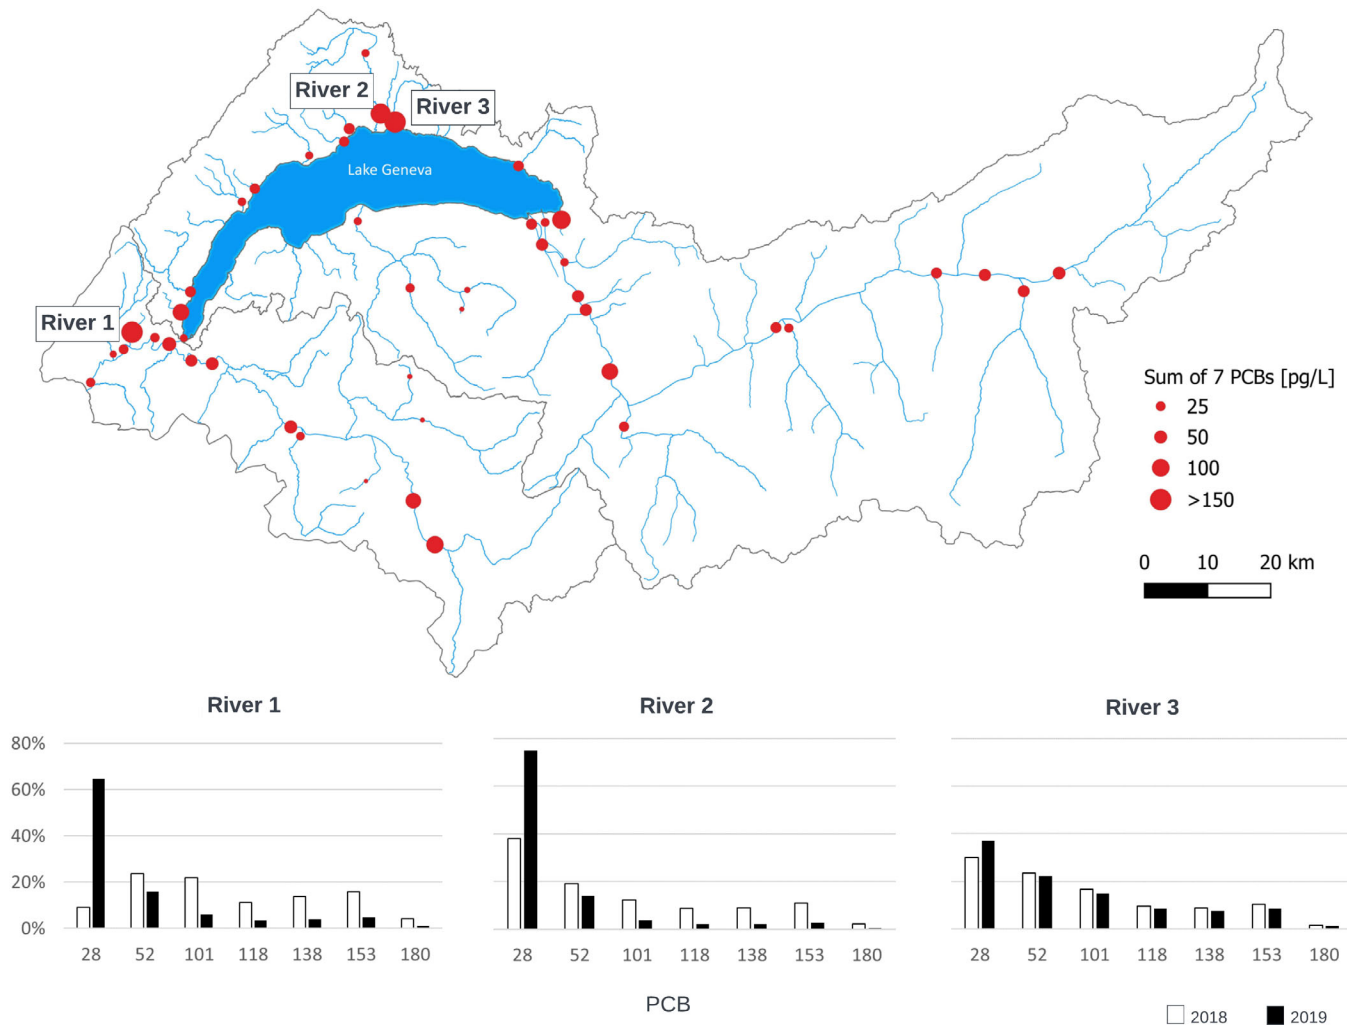 River 2
River 3
Lake Geneva
River 1
Sum of 7 PCBs [pg/L]
25
50
100
>150
0 10 20 km
River 1
River 2
River 3
80%
60%
40%
20%
0%
28 52 101 118 138 153 180
28 52 101 118 138 153 180
28 52 101 118 138 153 180
PCB
2018 2019